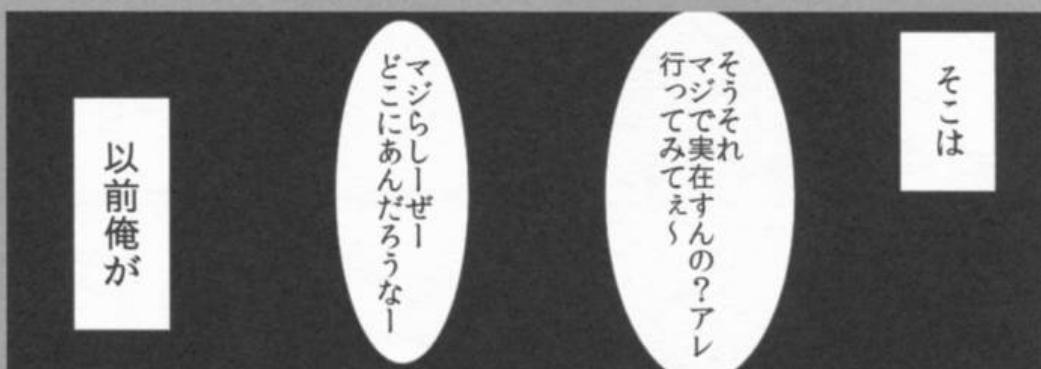 そこは
そうそれ
マジで実在すんの？アレ
行ってみてぇ～
マジらしーぜー
どこにあんだろうなー
以前俺が